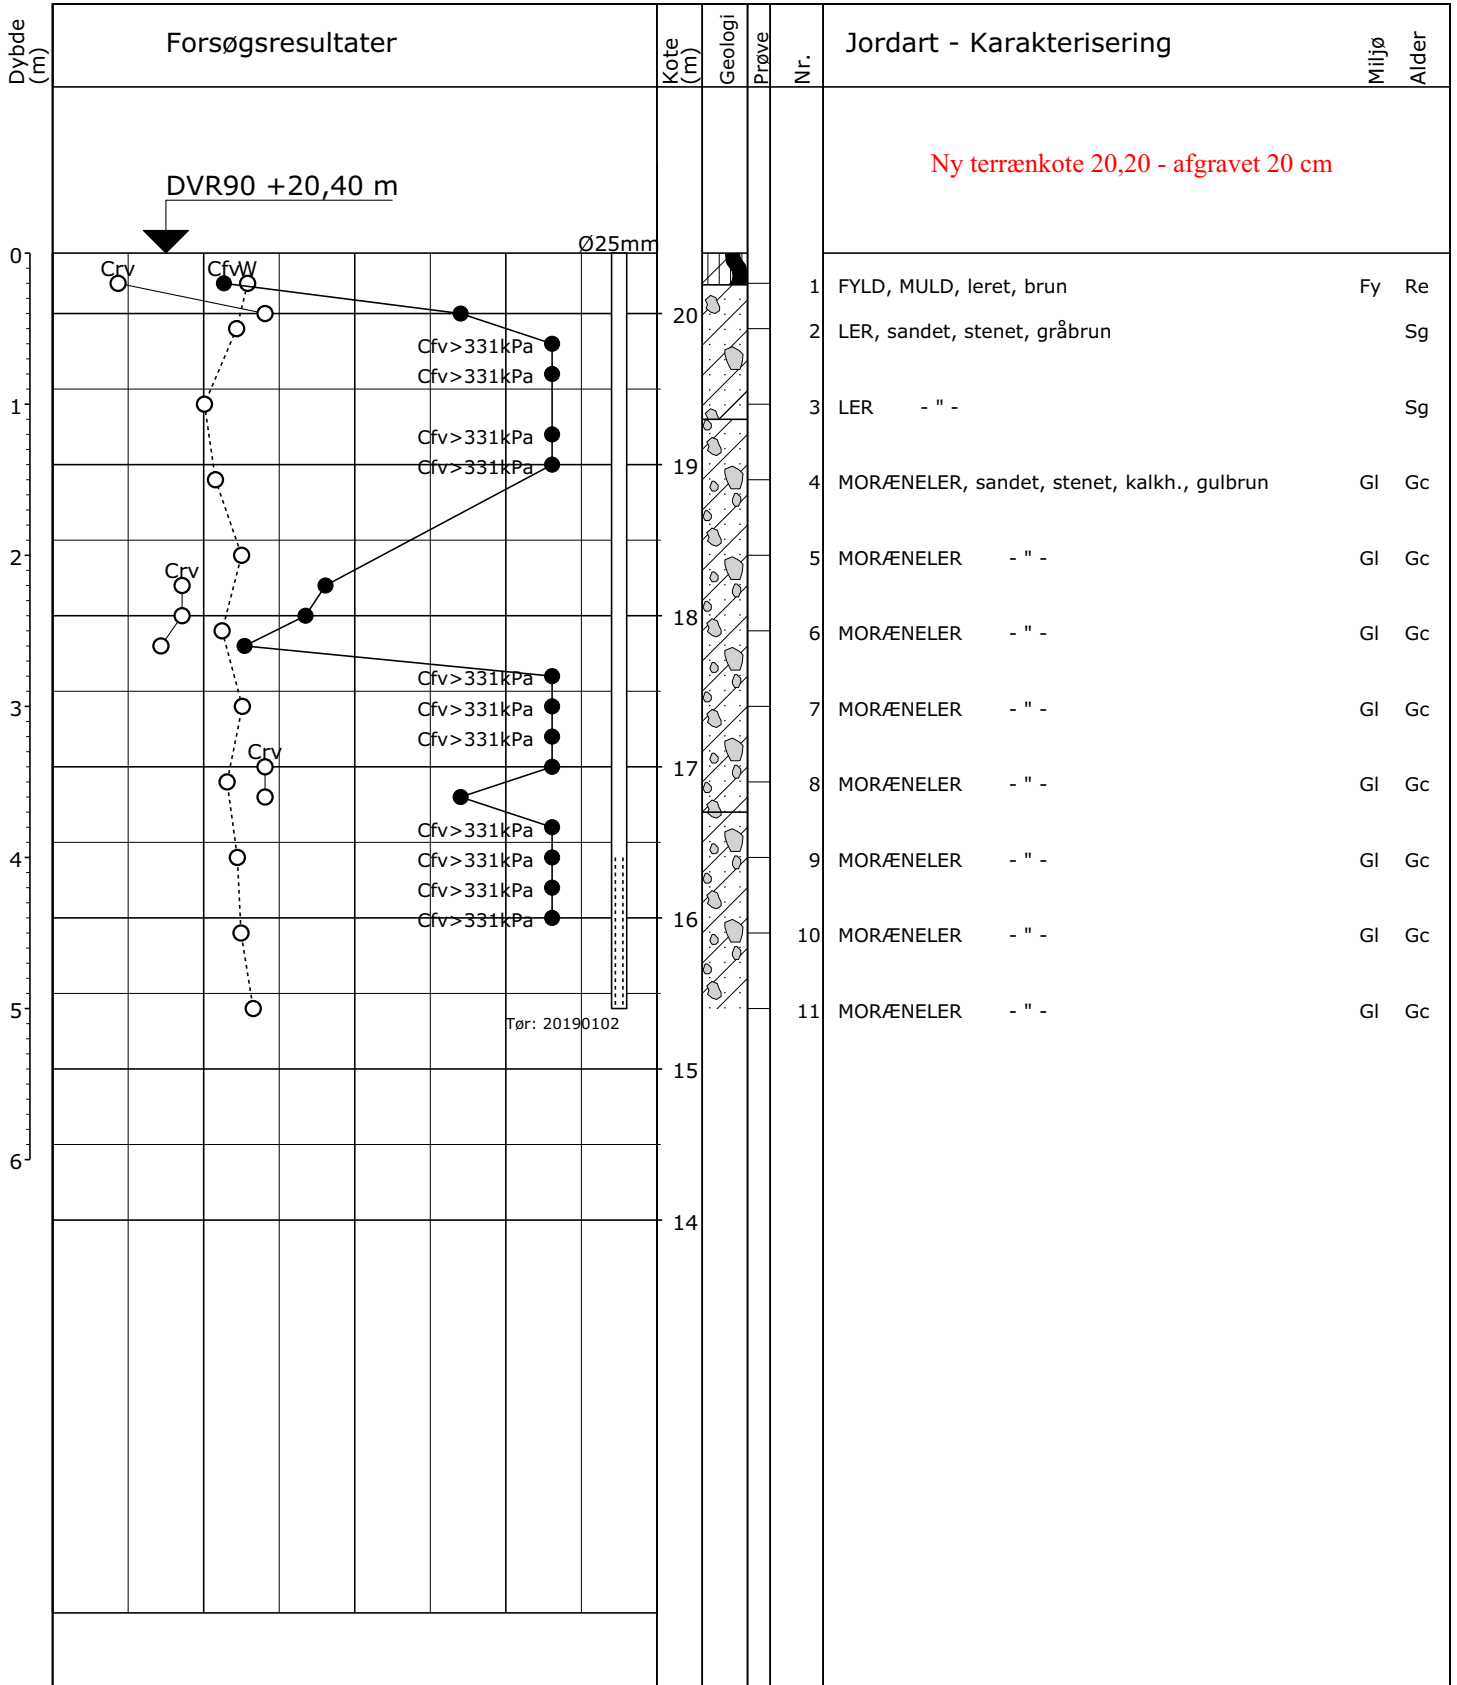 Dybde (m)
Forsøgsresultater
Kote (m)
Geologi
Prøve
Nr.
Jordart - Karakterisering
Miljø
Alder
Ny terrænkote 20,20 - afgravet 20 cm
DVR90 +20,40 m
Ø25mm
0
Crv
Cfv
W
1 FYLD, MULD, leret, brun Fy Re
20
2 LER, sandet, stenet, gråbrun Sg
Cfv>331kPa
Cfv>331kPa
1
3 LER - " - Sg
Cfv>331kPa
Cfv>331kPa
19
4 MORÆNELER, sandet, stenet, kalkh., gulbrun Gl Gc
2
5 MORÆNELER - " - Gl Gc
Crv
18
6 MORÆNELER - " - Gl Gc
Cfv>331kPa
3
Cfv>331kPa
7 MORÆNELER - " - Gl Gc
Cfv>331kPa
Crv
17
8 MORÆNELER - " - Gl Gc
Cfv>331kPa
4
Cfv>331kPa
9 MORÆNELER - " - Gl Gc
Cfv>331kPa
Cfv>331kPa
16
10 MORÆNELER - " - Gl Gc
5
Tør: 20190102
11 MORÆNELER - " - Gl Gc
15
6
14